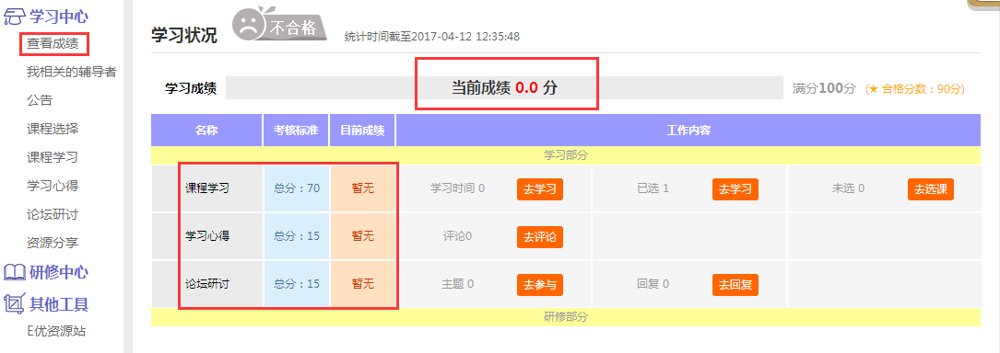 学习中心
查看成绩
我相关的辅导者
公告
课程选择
课程学习
学习心得
论坛研讨
资源分享
研修中心
其他工具
E优资源站
学习状况 不合格 统计时间截至2017-04-12 12:35:48
学习成绩 当前成绩 0.0 分 满分100分 (★ 合格分数：90分)
名称 考核标准 目前成绩 工作内容
学习部分
课程学习 总分：70 暂无 学习时间 0 去学习 已选 1 去学习 未选 0 去选课
学习心得 总分：15 暂无 评论0 去评论
论坛研讨 总分：15 暂无 主题 0 去参与 回复 0 去回复
研修部分